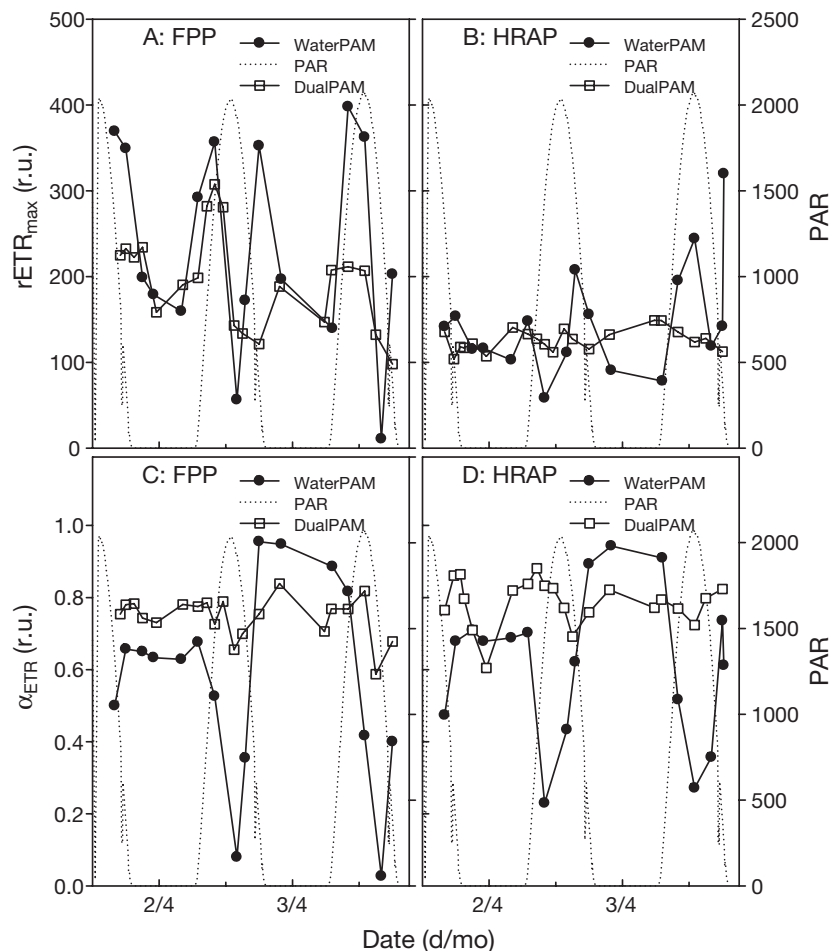 A: FPP
WaterPAM
PAR
DualPAM
B: HRAP
WaterPAM
PAR
DualPAM
500
400
300
200
100
0
rETRmax (r.u.)
2500
2000
1500
1000
500
0
PAR
C: FPP
WaterPAM
PAR
DualPAM
D: HRAP
WaterPAM
PAR
DualPAM
1.0
0.8
0.6
0.4
0.2
0.0
αETR (r.u.)
2000
1500
1000
500
0
PAR
2/4 3/4 2/4 3/4
Date (d/mo)